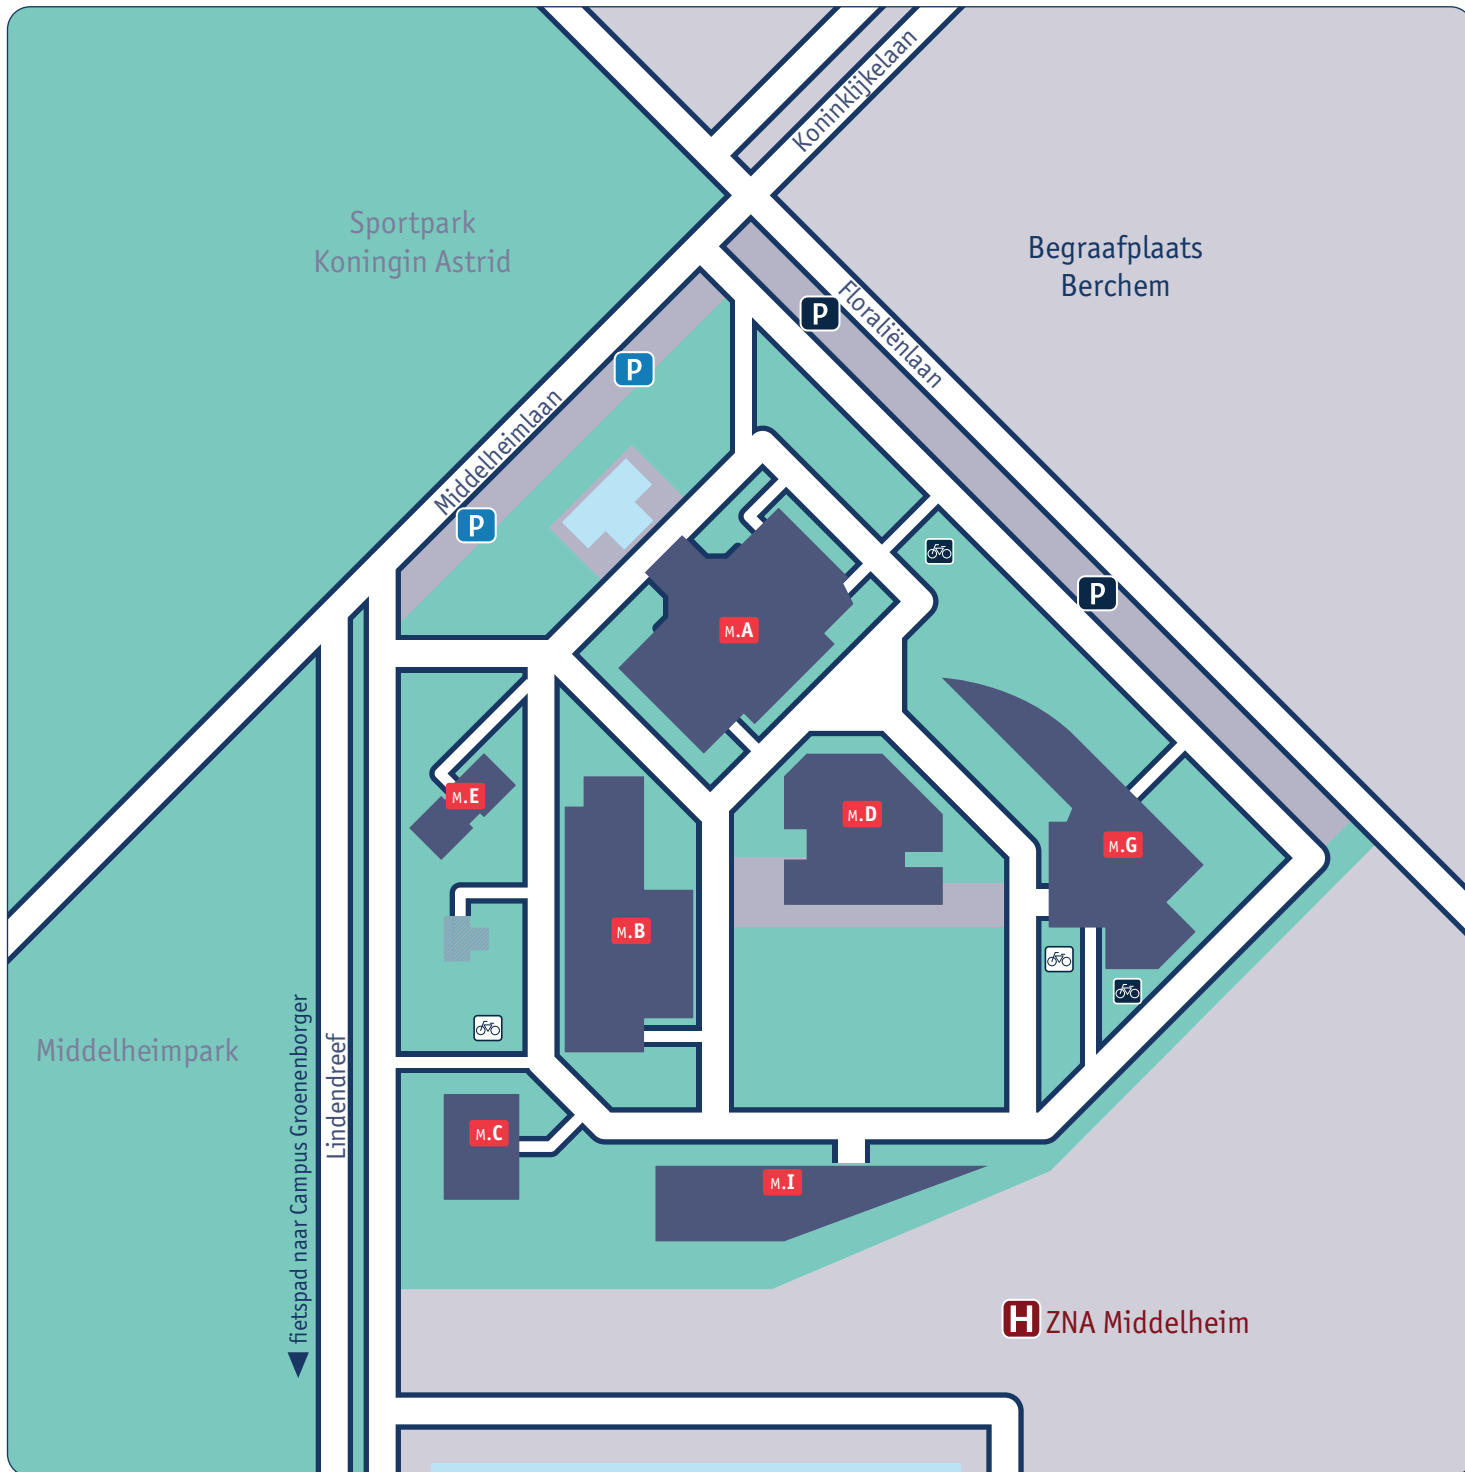 Koninklijkelaan
Sportpark
Koningin Astrid
Begraafplaats
Berchem
P
Floraliënlaan
P
Middelheimlaan
P
P
M.A
M.E
M.D
M.G
M.B
Middelheimpark
fietspad naar Campus Groenenborger
Lindendreef
M.C
M.I
H ZNA Middelheim